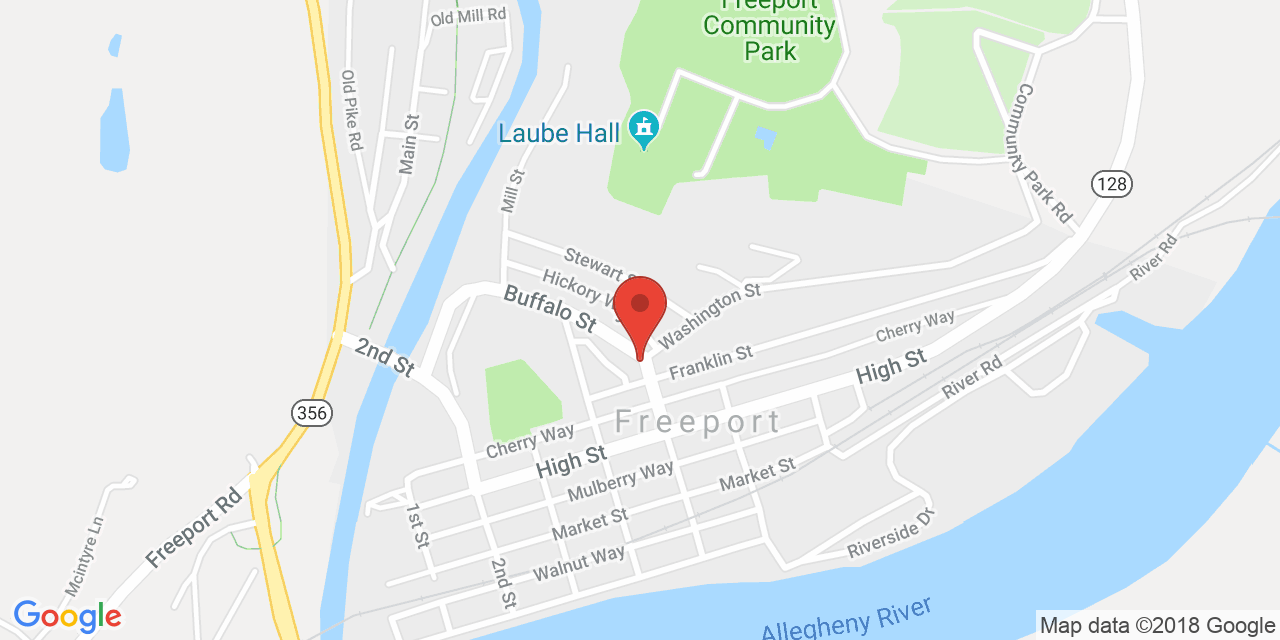 Old Mill Rd
Freeport
Community
Park
Old Pike Rd
Main St
Laube Hall
Community Park Rd
128
Mill St
River Rd
Stewart S
Hickory W
Buffalo St
Washington St
Cherry Way
2nd St
Franklin St
High St
River Rd
356
Freeport
Cherry Way
High St
Mulberry Way
Market St
1st St
Market St
Freeport Rd
Mcintyre Ln
Walnut Way
Riverside Dr
2nd St
Allegheny River
Google
Map data ©2018 Google